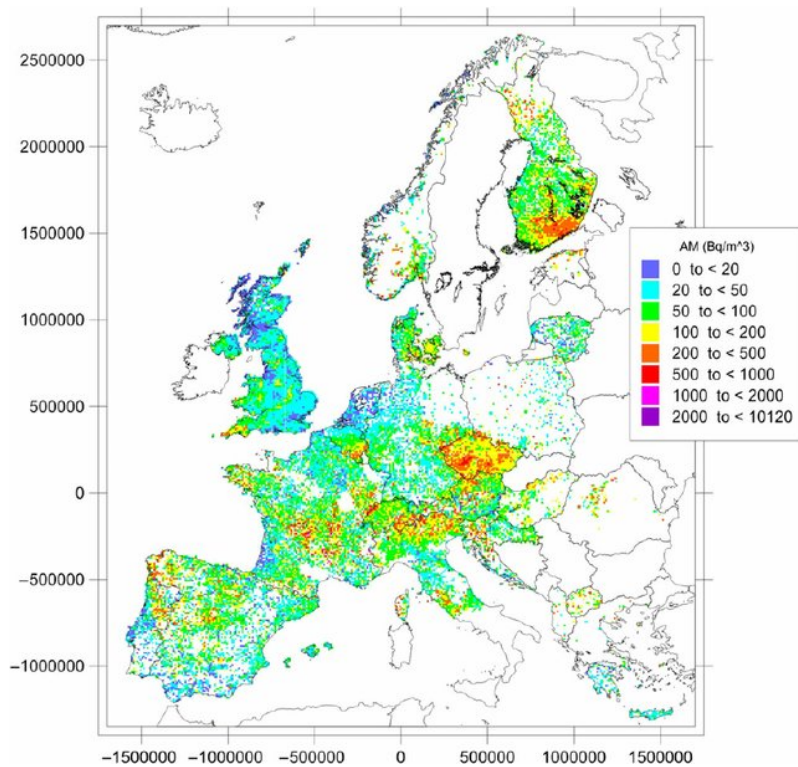 2500000
2000000
1500000
1000000
500000
0
−500000
−1000000
AM (Bq/m^3)
0 to < 20
20 to < 50
50 to < 100
100 to < 200
200 to < 500
500 to < 1000
1000 to < 2000
2000 to < 10120
−1500000 −1000000 −500000 0 500000 1000000 1500000